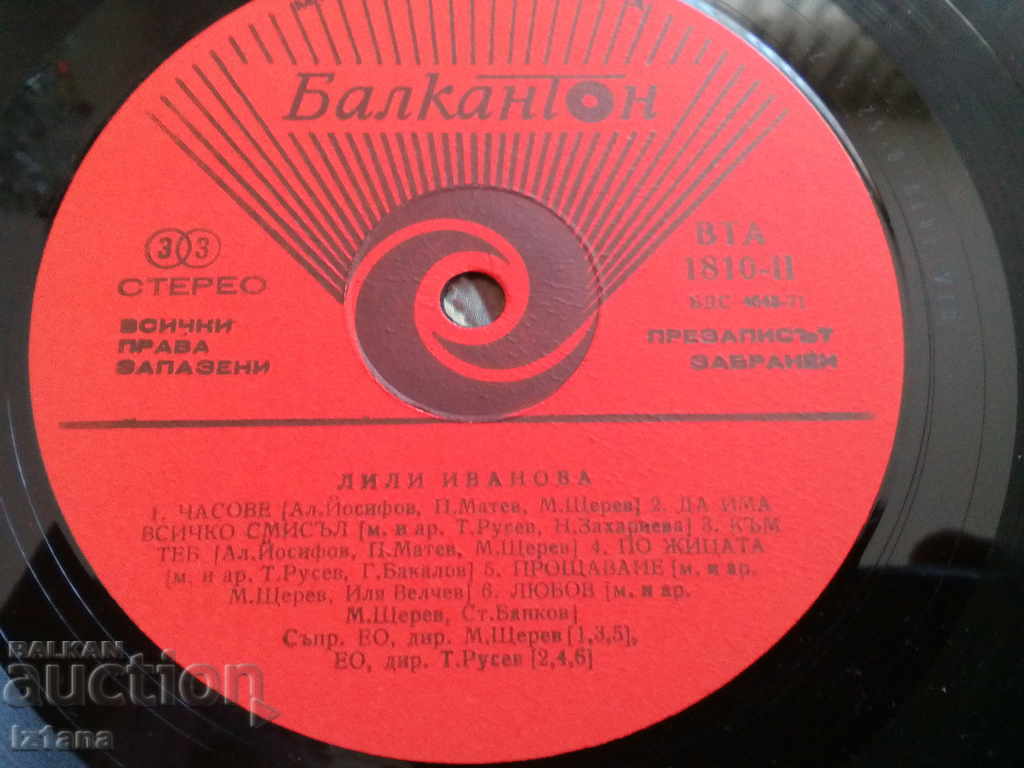 Балкантон
33
СТЕРЕО
ВСИЧКИ
ПРАВА
ЗАПАЗЕНИ
ВТА
1810-II
БДС 4048-71
ПРЕЗАПИСЪТ
ЗАБРАНЕН
ЛИЛИ ИВАНОВА
1. ЧАСОВЕ [Ал.Йосифов, П.Матев, М.Щерев] 2. ДА ИМА
ВСИЧКО СМИСЪЛ [м. и ар. Т.Русев, Н.Захариева] 3. КЪМ
ТЕБ [Ал.Йосифов, П.Матев, М.Щерев] 4. ПО ЖИЦАТА
[м. и ар. Т.Русев, Г.Бакалов] 5. ПРОЩАВАНЕ [м. и ар.
М.Щерев, Иля Велчев] 6. ЛЮБОВ [м. и ар.
М.Щерев, Ст.Банков]
Съпр. ЕО, дир. М.Щерев [1,3,5],
ЕО, дир. Т.Русев [2,4,6]
BALKAN
auction
iz1ana